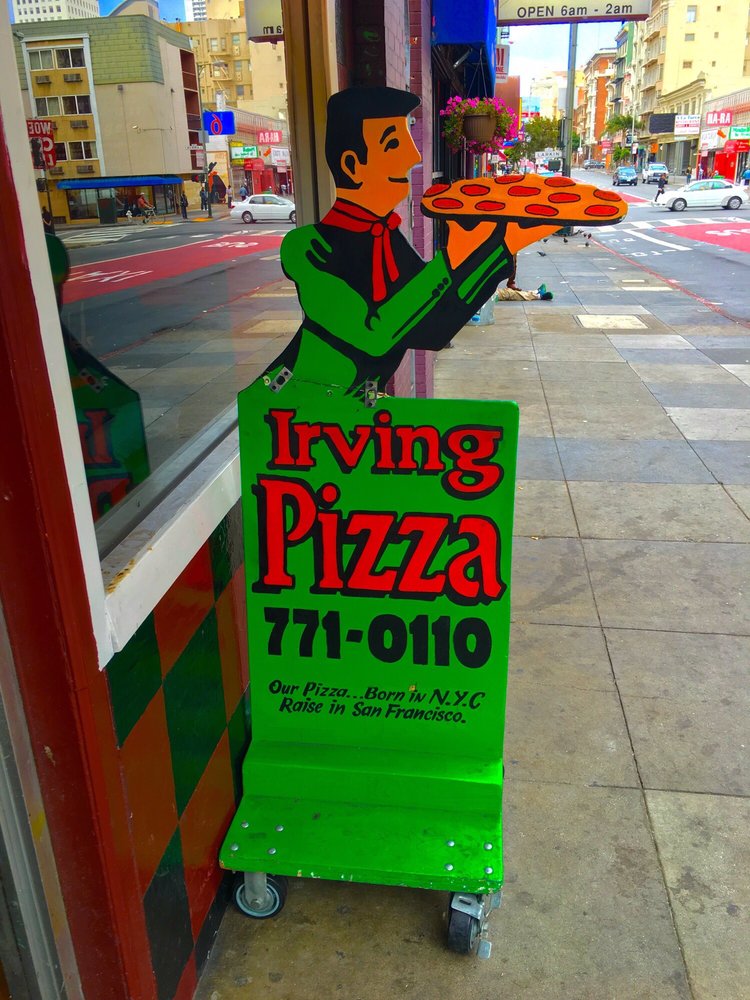 OPEN 6am - 2am
Irving
Pizza
771-0110
Our Pizza...Born in N.Y.C
Raise in San Francisco.